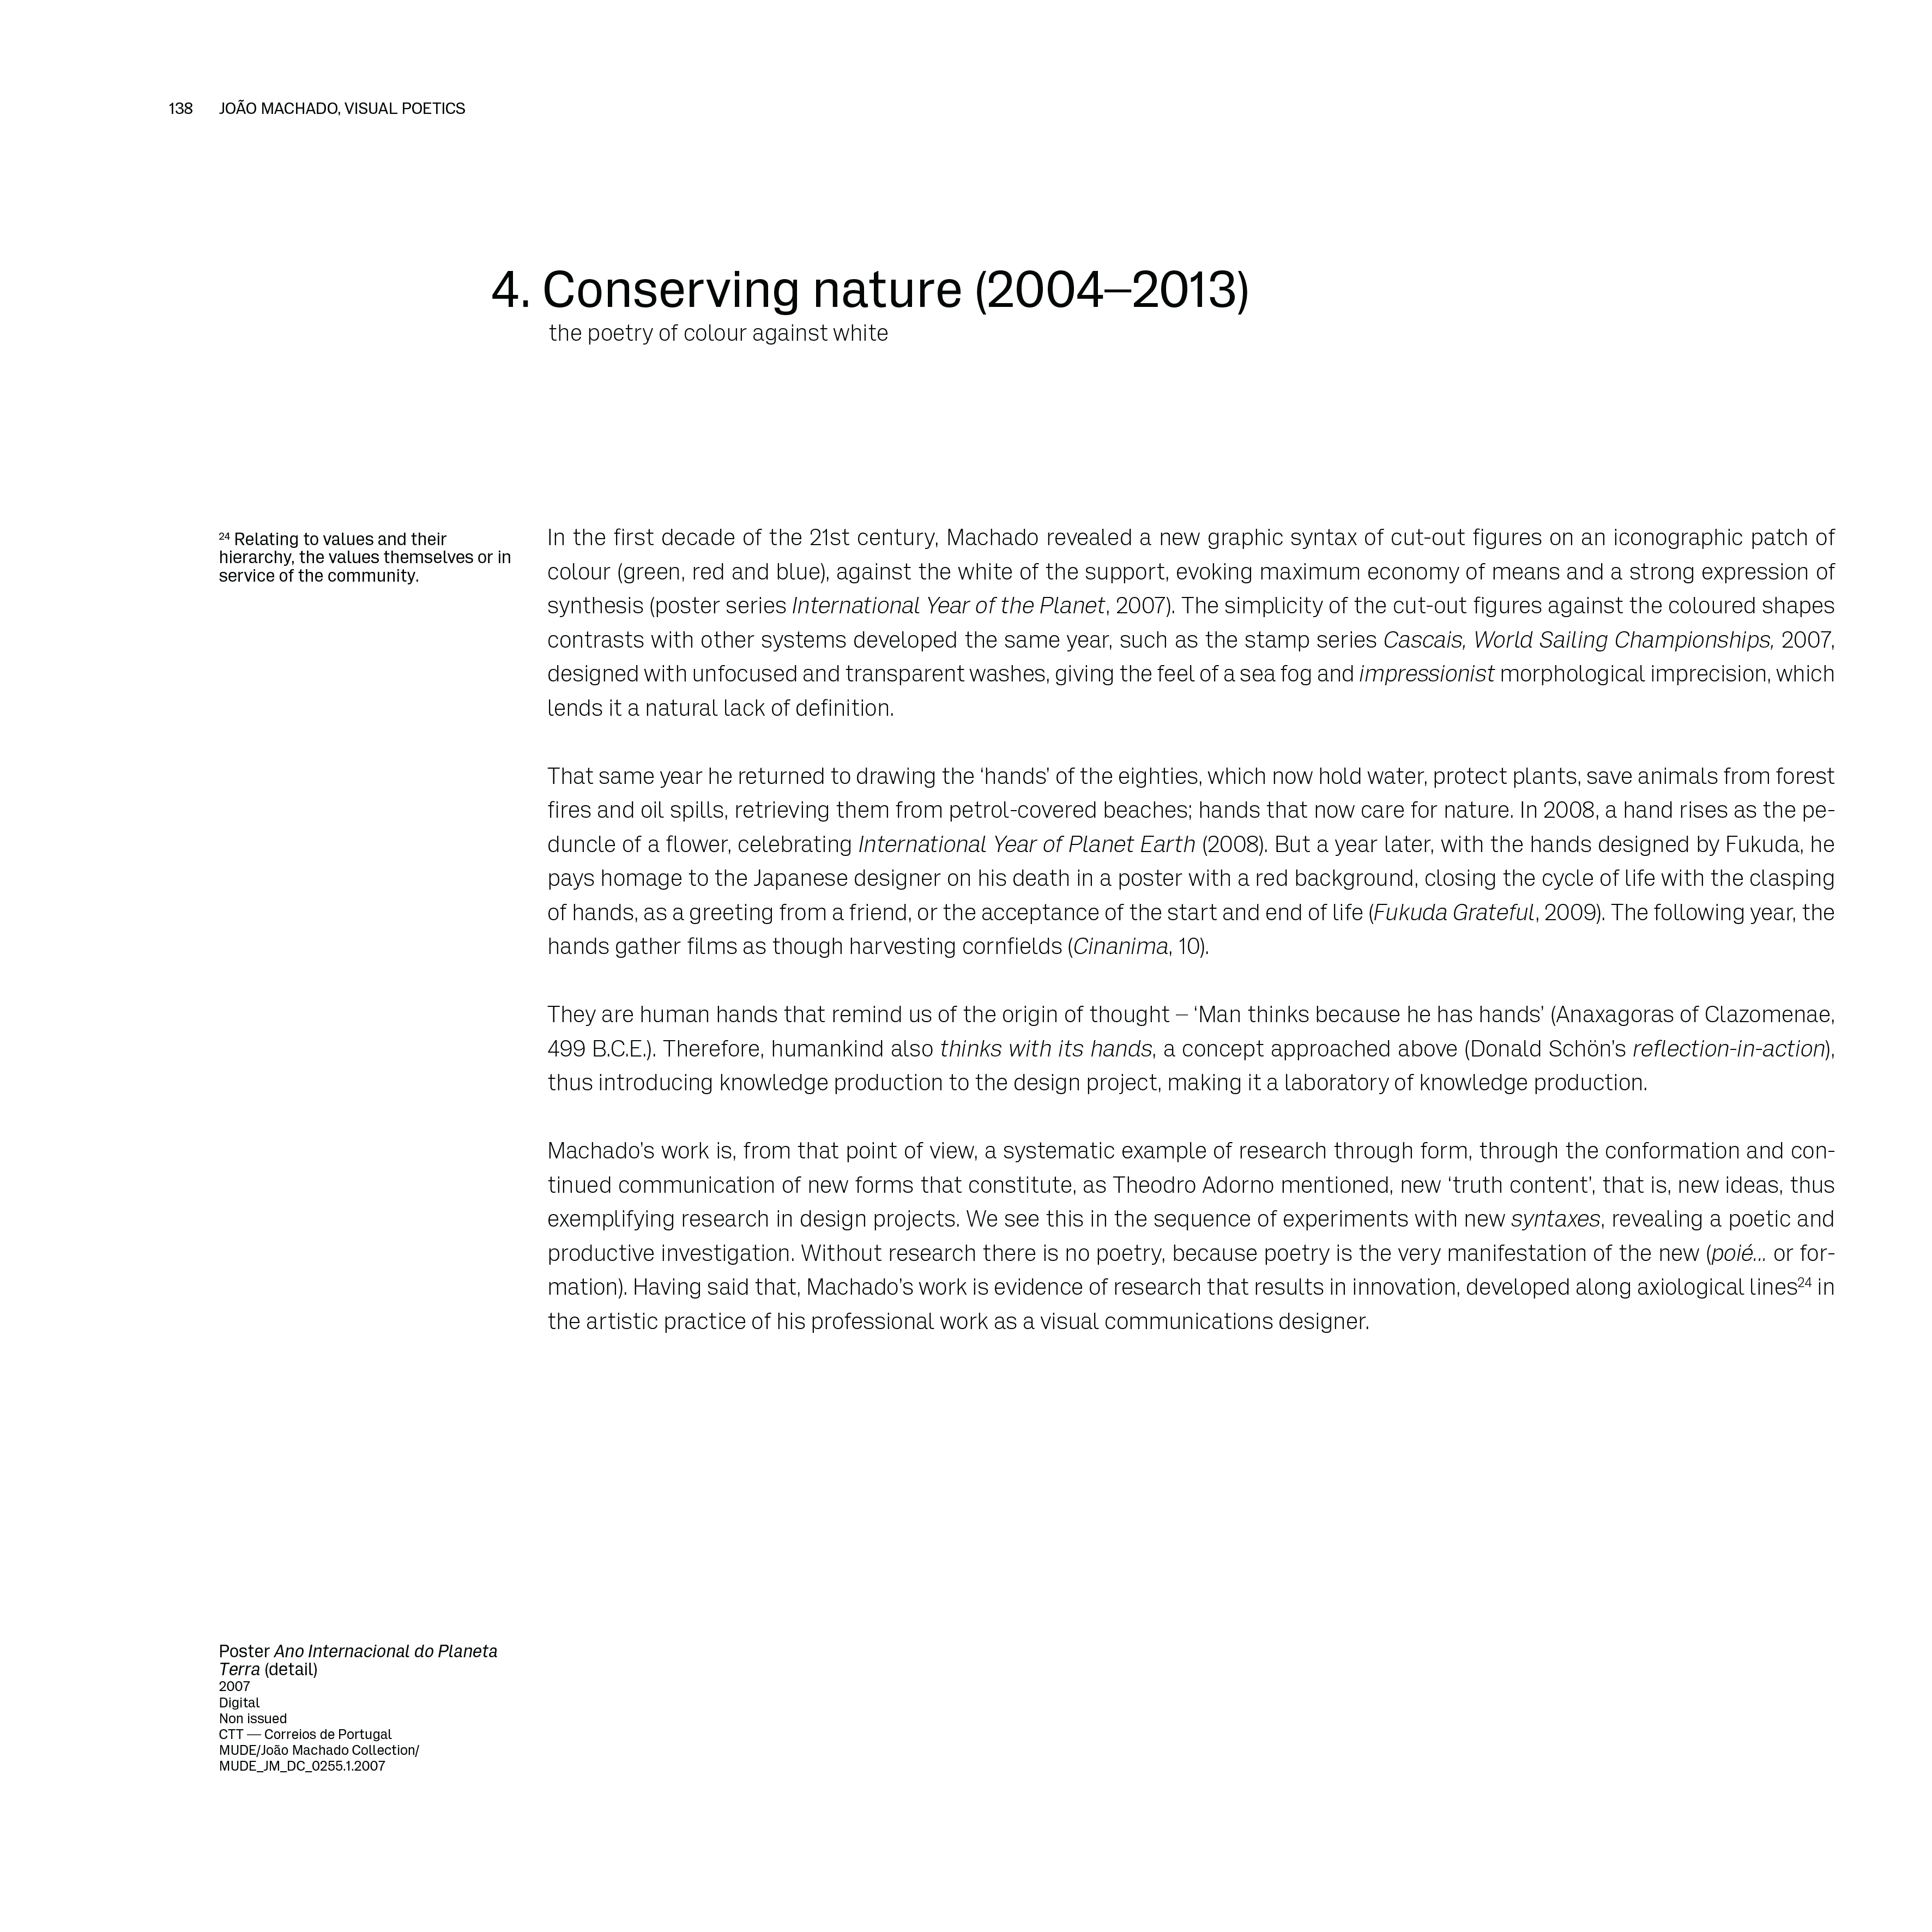 138 JOÃO MACHADO, VISUAL POETICS
4. Conserving nature (2004–2013)
the poetry of colour against white
²⁴ Relating to values and their
hierarchy, the values themselves or in
service of the community.
In the first decade of the 21st century, Machado revealed a new graphic syntax of cut-out figures on an iconographic patch of
colour (green, red and blue), against the white of the support, evoking maximum economy of means and a strong expression of
synthesis (poster series International Year of the Planet, 2007). The simplicity of the cut-out figures against the coloured shapes
contrasts with other systems developed the same year, such as the stamp series Cascais, World Sailing Championships, 2007,
designed with unfocused and transparent washes, giving the feel of a sea fog and impressionist morphological imprecision, which
lends it a natural lack of definition.
That same year he returned to drawing the ‘hands’ of the eighties, which now hold water, protect plants, save animals from forest
fires and oil spills, retrieving them from petrol-covered beaches; hands that now care for nature. In 2008, a hand rises as the pe-
duncle of a flower, celebrating International Year of Planet Earth (2008). But a year later, with the hands designed by Fukuda, he
pays homage to the Japanese designer on his death in a poster with a red background, closing the cycle of life with the clasping
of hands, as a greeting from a friend, or the acceptance of the start and end of life (Fukuda Grateful, 2009). The following year, the
hands gather films as though harvesting cornfields (Cinanima, 10).
They are human hands that remind us of the origin of thought – ‘Man thinks because he has hands’ (Anaxagoras of Clazomenae,
499 B.C.E.). Therefore, humankind also thinks with its hands, a concept approached above (Donald Schön’s reflection-in-action),
thus introducing knowledge production to the design project, making it a laboratory of knowledge production.
Machado’s work is, from that point of view, a systematic example of research through form, through the conformation and con-
tinued communication of new forms that constitute, as Theodro Adorno mentioned, new ‘truth content’, that is, new ideas, thus
exemplifying research in design projects. We see this in the sequence of experiments with new syntaxes, revealing a poetic and
productive investigation. Without research there is no poetry, because poetry is the very manifestation of the new (poié... or for-
mation). Having said that, Machado’s work is evidence of research that results in innovation, developed along axiological lines²⁴ in
the artistic practice of his professional work as a visual communications designer.
Poster Ano Internacional do Planeta
Terra (detail)
2007
Digital
Non issued
CTT — Correios de Portugal
MUDE/João Machado Collection/
MUDE_JM_DC_0255.1.2007